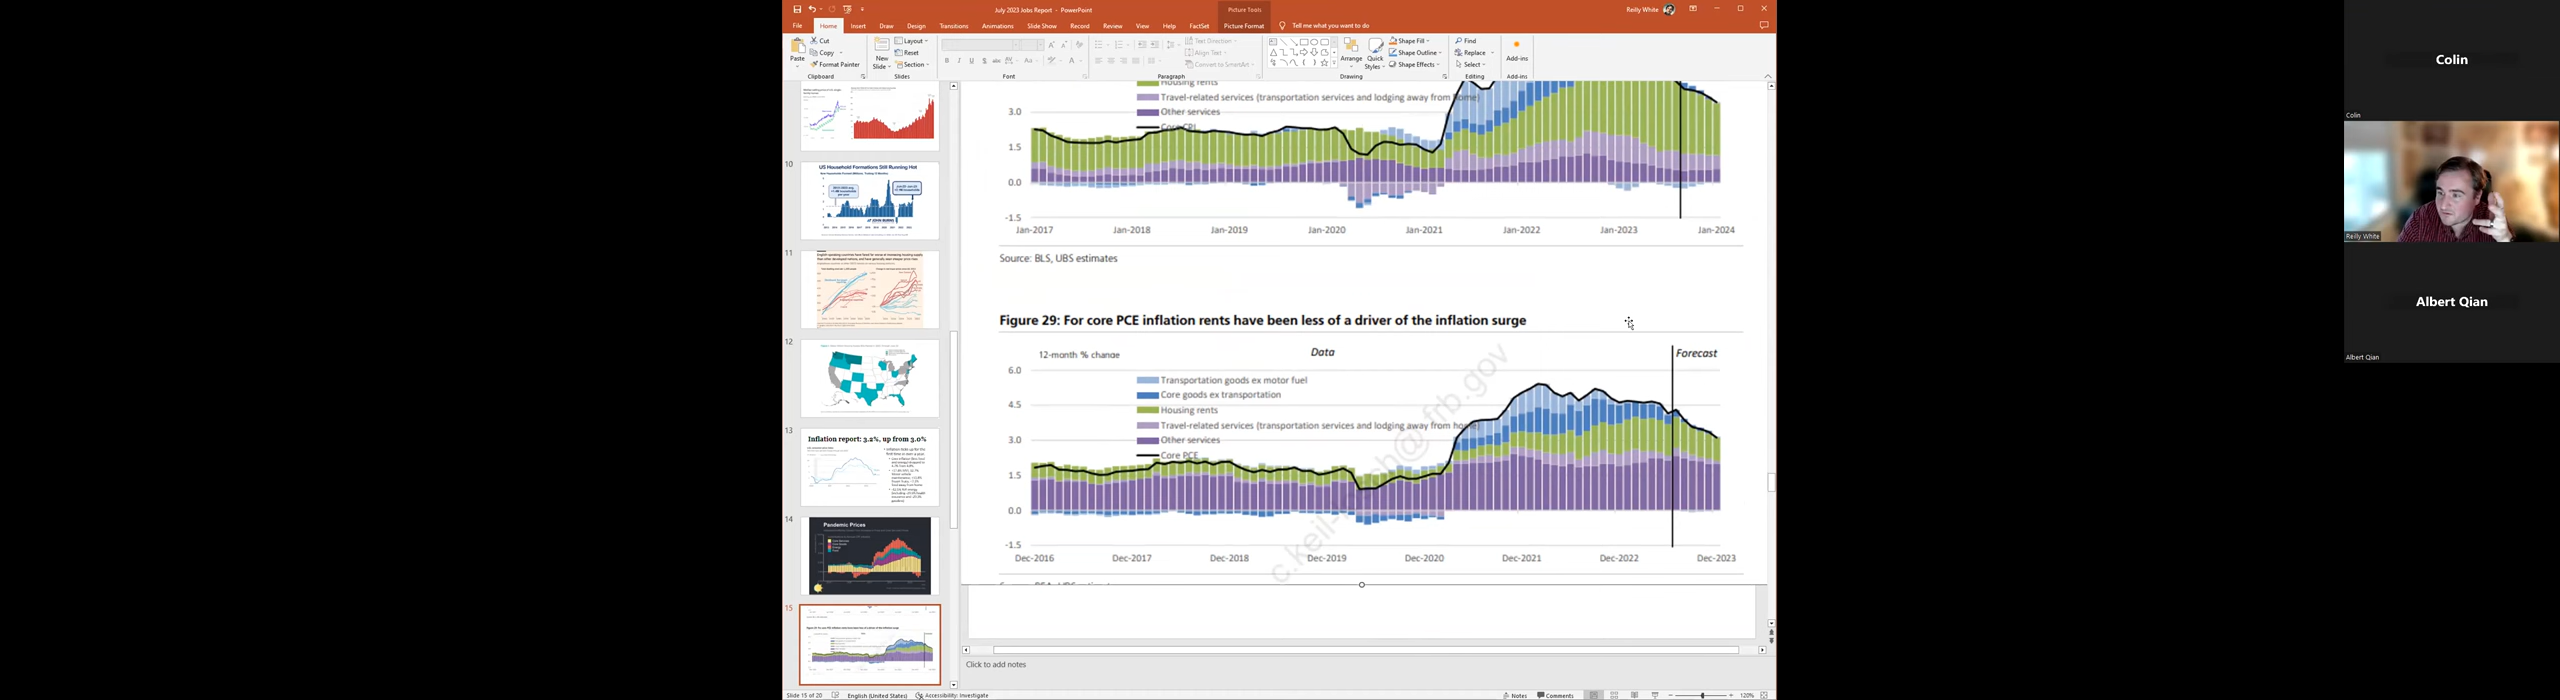 July 2023 Jobs Report - PowerPoint
Picture Tools
Reilly White
File Home Insert Draw Design Transitions Animations Slide Show Record Review View Help FactSet Picture Format Tell me what you want to do
Paste
Cut
Copy
Format Painter
Clipboard
New Slide
Layout
Reset
Section
Slides
Font
Text Direction
Align Text
Convert to SmartArt
Paragraph
Arrange
Quick Styles
Shape Fill
Shape Outline
Shape Effects
Drawing
Find
Replace
Select
Editing
Add-ins
Add-ins
10
US Household Formations Still Running Hot
11
12
13
Inflation report: 3.2%, up from 3.0%
14
Pandemic Prices
15
Housing rents
Travel-related services (transportation services and lodging away from home)
Other services
Core CPI
3.0
1.5
0.0
-1.5
Jan-2017 Jan-2018 Jan-2019 Jan-2020 Jan-2021 Jan-2022 Jan-2023 Jan-2024
Source: BLS, UBS estimates
Figure 29: For core PCE inflation rents have been less of a driver of the inflation surge
12-month % change
Data
Forecast
6.0
4.5
3.0
1.5
0.0
-1.5
Transportation goods ex motor fuel
Core goods ex transportation
Housing rents
Travel-related services (transportation services and lodging away from home)
Other services
Core PCE
Dec-2016 Dec-2017 Dec-2018 Dec-2019 Dec-2020 Dec-2021 Dec-2022 Dec-2023
Click to add notes
Slide 15 of 20 English (United States) Accessibility: Investigate
Notes Comments 120%
Colin
Colin
Reilly White
Albert Qian
Albert Qian